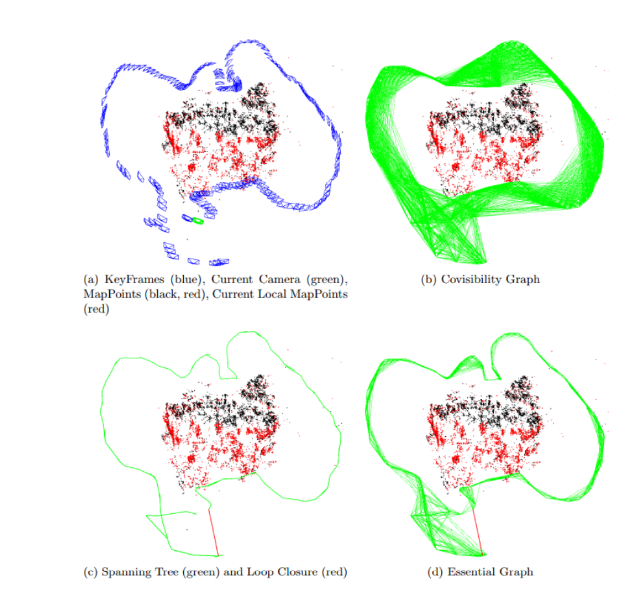 (a) KeyFrames (blue), Current Camera (green),
MapPoints (black, red), Current Local MapPoints
(red)
(b) Covisibility Graph
(c) Spanning Tree (green) and Loop Closure (red)
(d) Essential Graph